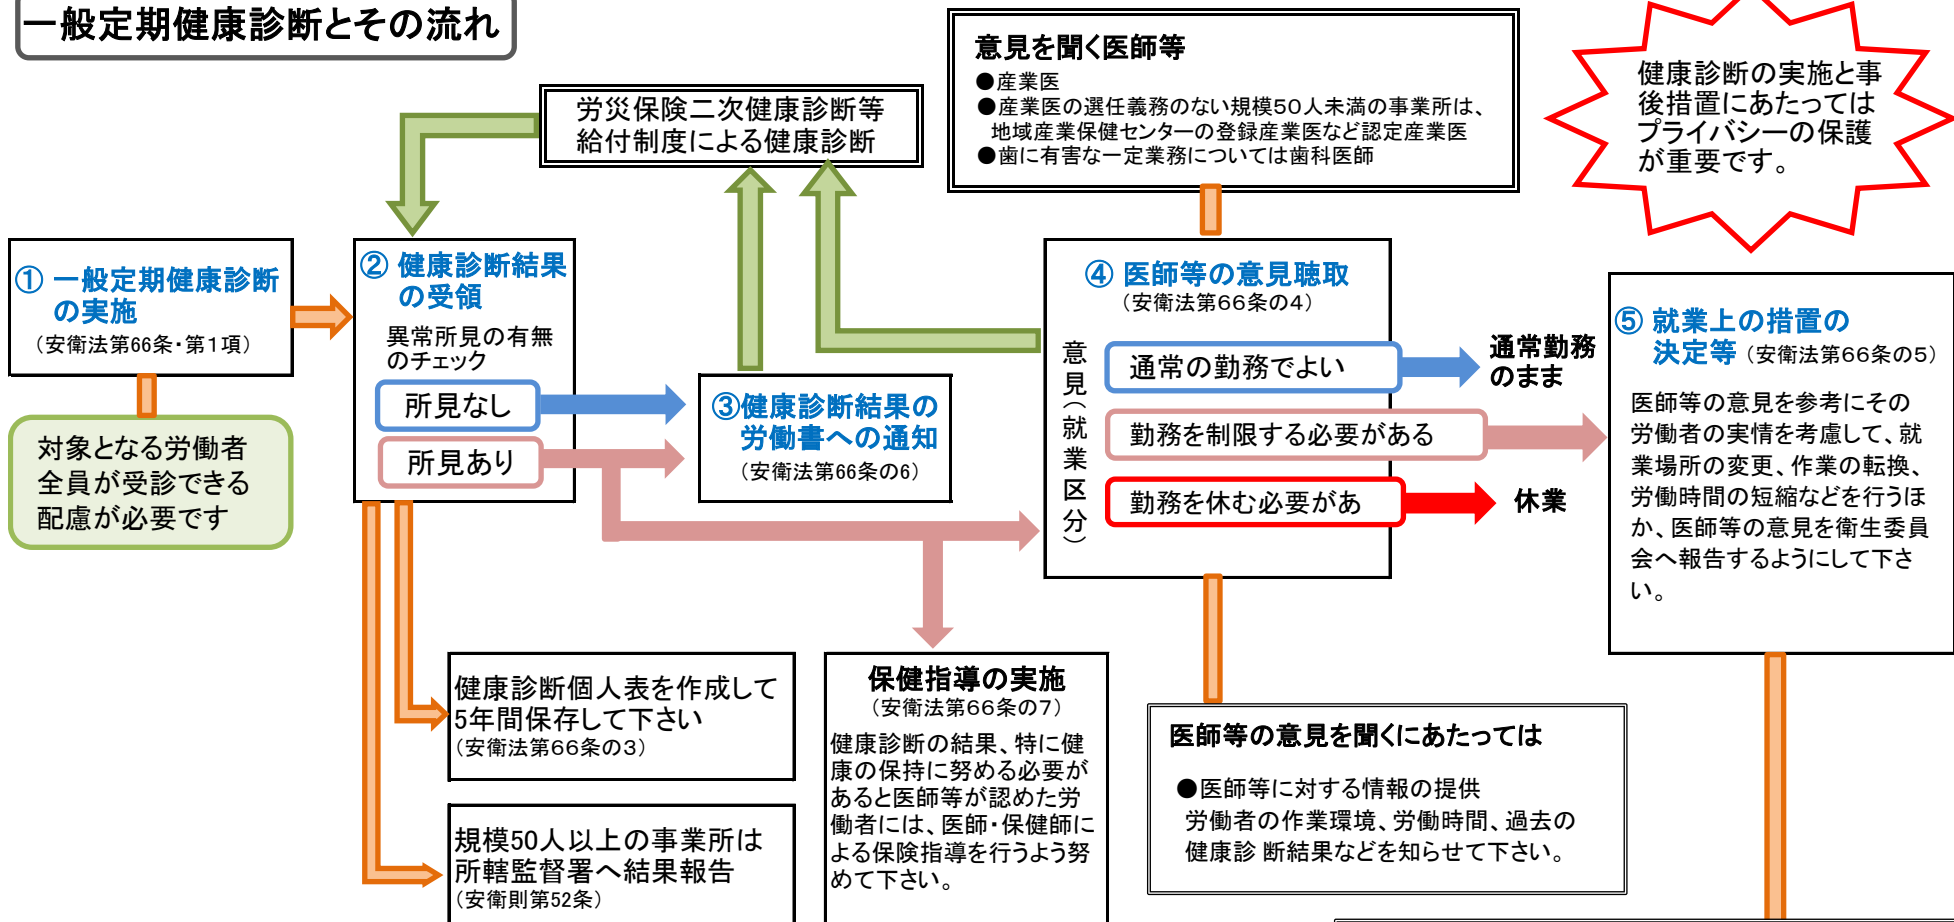 一般定期健康診断とその流れ
意見を聞く医師等
●産業医
●産業医の選任義務のない規模50人未満の事業所は、
地域産業保健センターの登録産業医など認定産業医
●歯に有害な一定業務については歯科医師
健康診断の実施と事
後措置にあたっては
プライバシーの保護
が重要です。
労災保険二次健康診断等
給付制度による健康診断
① 一般定期健康診断
の実施
(安衛法第66条・第1項)
対象となる労働者
全員が受診できる
配慮が必要です
② 健康診断結果
の受領
異常所見の有無
のチェック
所見なし
所見あり
③健康診断結果の
労働書への通知
(安衛法第66条の6)
④ 医師等の意見聴取
(安衛法第66条の4)
意見(就業区分)
通常の勤務でよい
勤務を制限する必要がある
勤務を休む必要があ
通常勤務
のまま
休業
⑤ 就業上の措置の
決定等 (安衛法第66条の5)
医師等の意見を参考にその
労働者の実情を考慮して、就
業場所の変更、作業の転換、
労働時間の短縮などを行うほ
か、医師等の意見を衛生委員
会へ報告するようにして下さ
い。
健康診断個人表を作成して
5年間保存して下さい
(安衛法第66条の3)
規模50人以上の事業所は
所轄監督署へ結果報告
(安衛則第52条)
保健指導の実施
(安衛法第66条の7)
健康診断の結果、特に健
康の保持に努める必要が
あると医師等が認めた労
働者には、医師・保健師に
よる保険指導を行うよう努
めて下さい。
医師等の意見を聞くにあたっては
●医師等に対する情報の提供
労働者の作業環境、労働時間、過去の
健康診 断結果などを知らせて下さい。